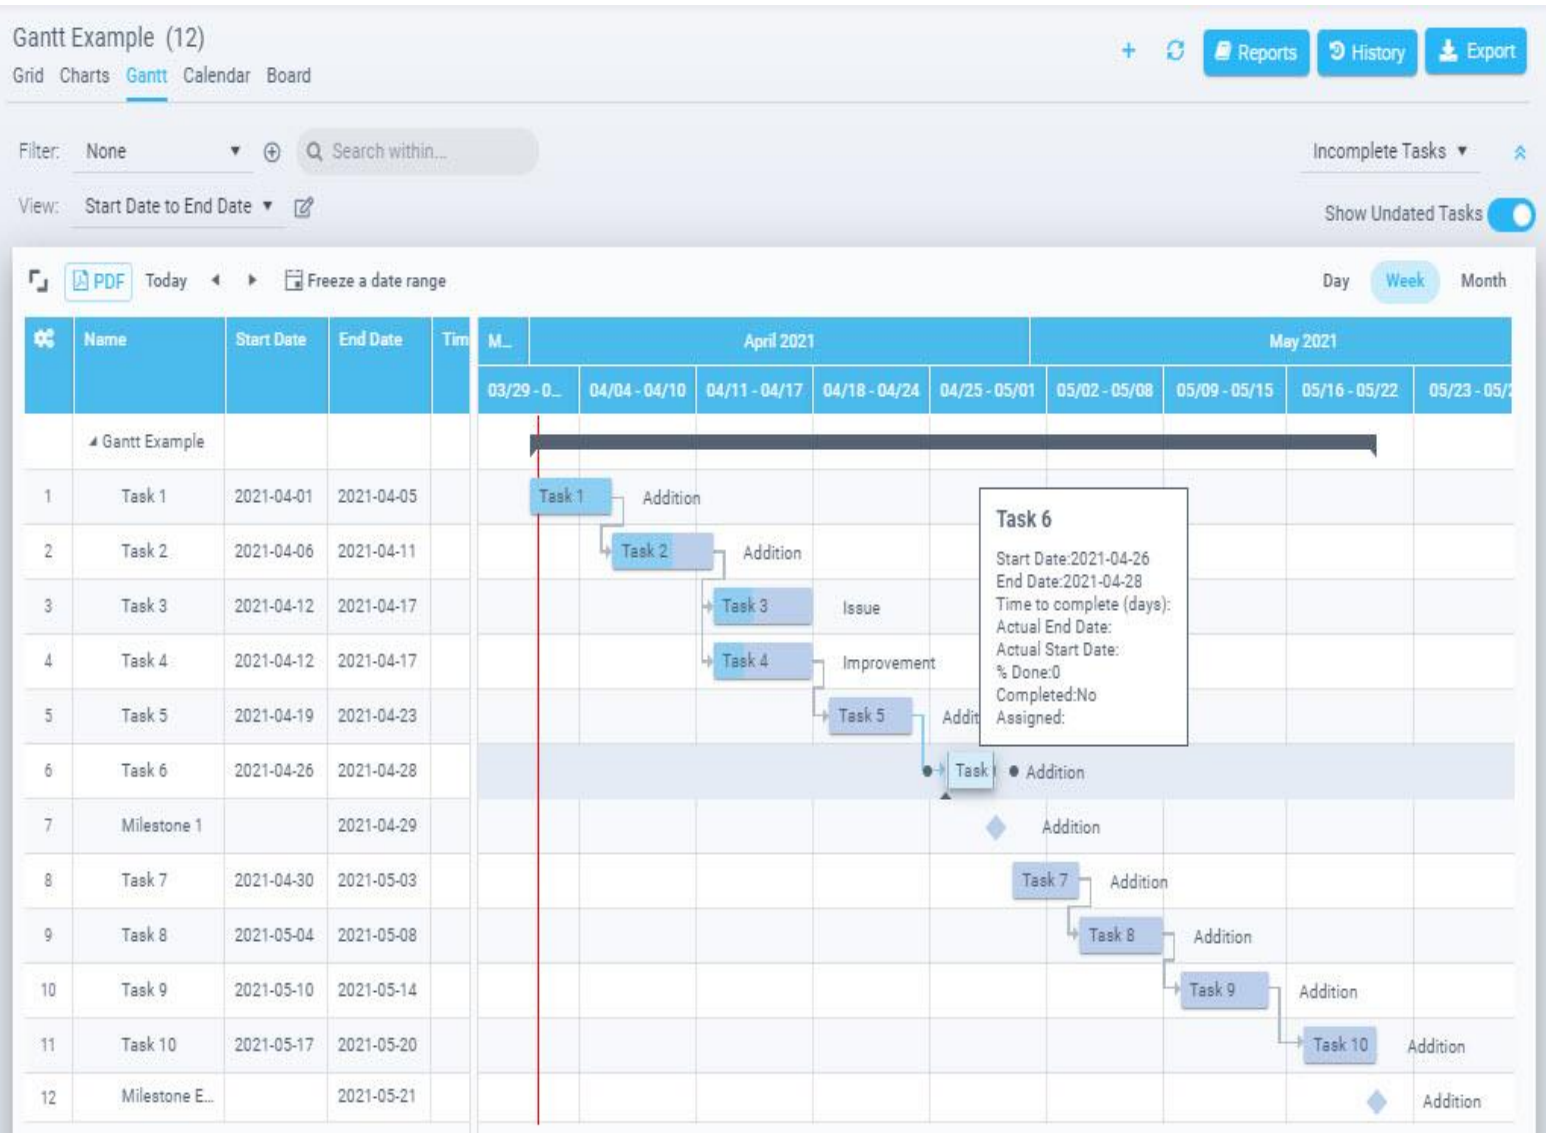 Gantt Example (12)
Grid Charts Gantt Calendar Board
+ Reports History Export
Filter: None Search within...
Incomplete Tasks
View: Start Date to End Date
Show Undated Tasks
PDF Today Freeze a date range
Day Week Month
Name Start Date End Date Tim M... April 2021 May 2021
03/29 - 0... 04/04 - 04/10 04/11 - 04/17 04/18 - 04/24 04/25 - 05/01 05/02 - 05/08 05/09 - 05/15 05/16 - 05/22 05/23 - 05/2
Gantt Example
1 Task 1 2021-04-01 2021-04-05 Task 1 Addition
2 Task 2 2021-04-06 2021-04-11 Task 2 Addition
3 Task 3 2021-04-12 2021-04-17 Task 3 Issue
4 Task 4 2021-04-12 2021-04-17 Task 4 Improvement
5 Task 5 2021-04-19 2021-04-23 Task 5 Addit
Task 6
Start Date:2021-04-26
End Date:2021-04-28
Time to complete (days):
Actual End Date:
Actual Start Date:
% Done:0
Completed:No
Assigned:
6 Task 6 2021-04-26 2021-04-28 Task Addition
7 Milestone 1 2021-04-29 Addition
8 Task 7 2021-04-30 2021-05-03 Task 7 Addition
9 Task 8 2021-05-04 2021-05-08 Task 8 Addition
10 Task 9 2021-05-10 2021-05-14 Task 9 Addition
11 Task 10 2021-05-17 2021-05-20 Task 10 Addition
12 Milestone E... 2021-05-21 Addition